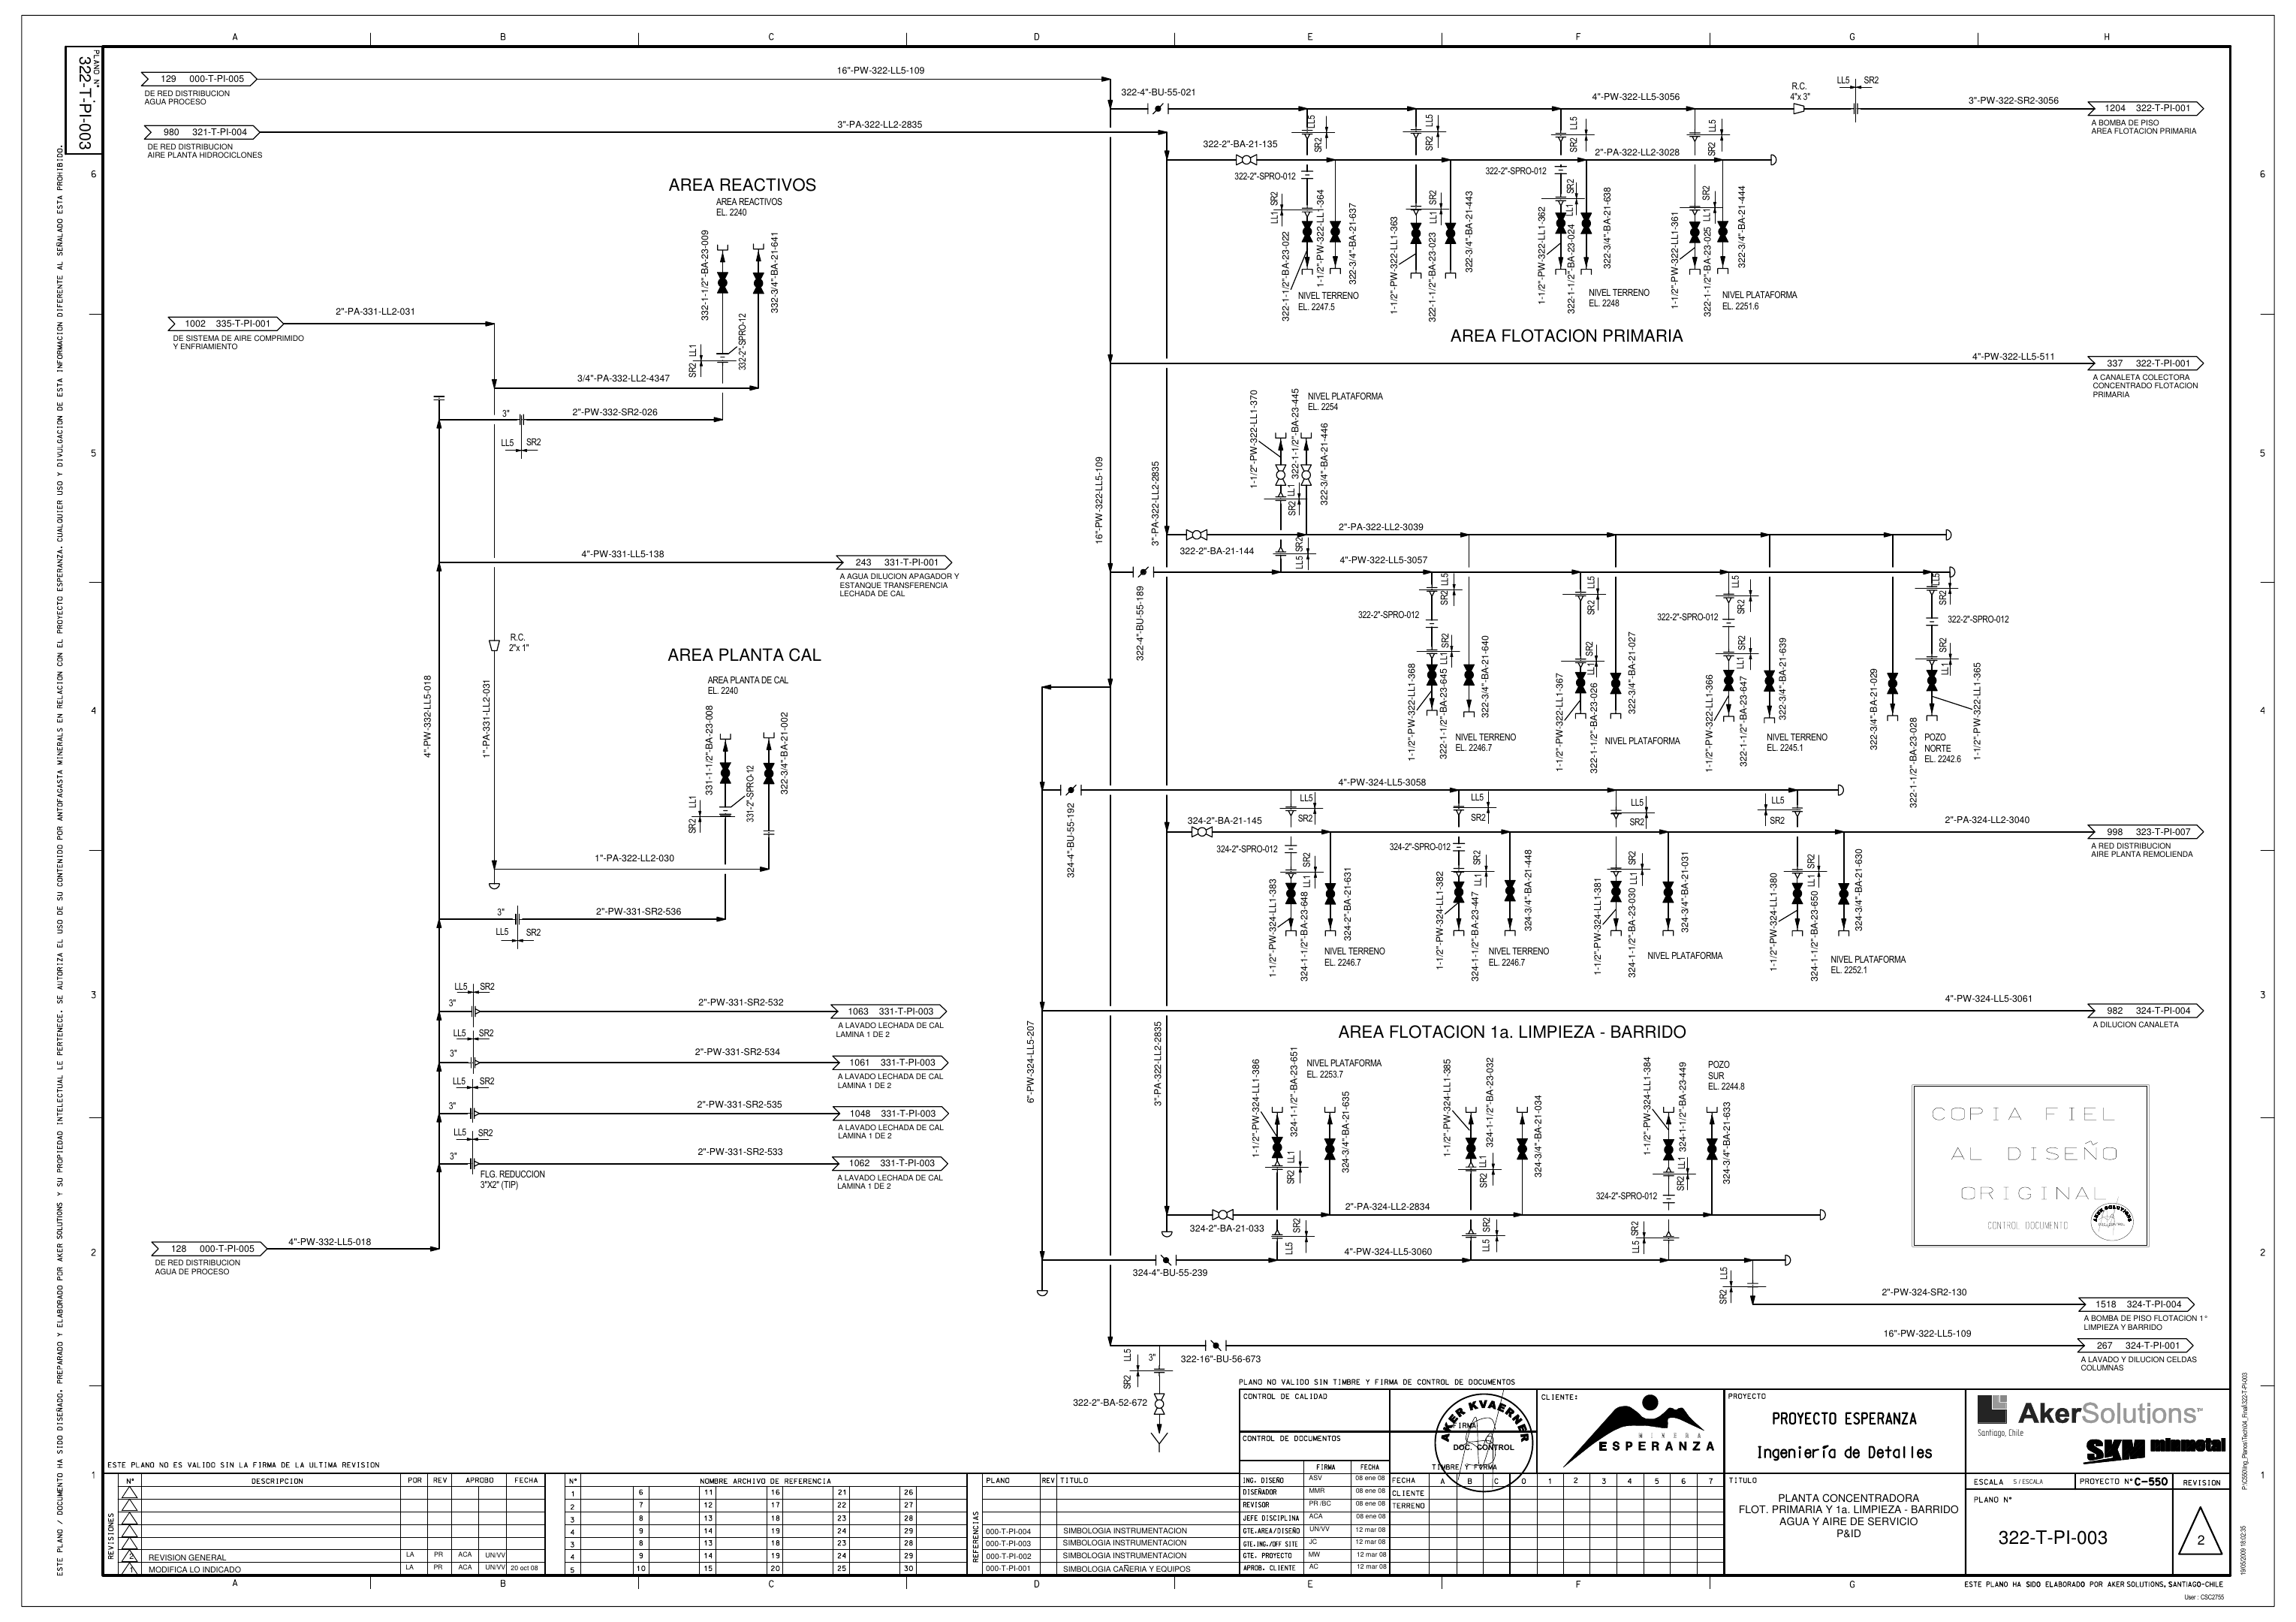 PLANO N°
322-T-PI-003
ESTE PLANO / DOCUMENTO HA SIDO DISEÑADO, PREPARADO Y ELABORADO POR AKER SOLUTIONS Y SU PROPIEDAD INTELECTUAL LE PERTENECE. SE AUTORIZA EL USO DE SU CONTENIDO POR ANTOFAGASTA MINERALS EN RELACION CON EL PROYECTO ESPERANZA. CUALQUIER USO Y DIVULGACION DE ESTA INFORMACION DIFERENTE AL SEÑALADO ESTA PROHIBIDO.
A B C D E F G H
6
5
4
3
2
1
129 000-T-PI-005
DE RED DISTRIBUCION
AGUA PROCESO
16"-PW-322-LL5-109
980 321-T-PI-004
DE RED DISTRIBUCION
AIRE PLANTA HIDROCICLONES
3"-PA-322-LL2-2835
AREA REACTIVOS
AREA REACTIVOS
EL. 2240
332-1-1/2"-BA-23-009
332-3/4"-BA-21-641
332-2"-SPRO-12
SR2 LL1
1002 335-T-PI-001
DE SISTEMA DE AIRE COMPRIMIDO
Y ENFRIAMIENTO
2"-PA-331-LL2-031
3/4"-PA-332-LL2-4347
3"
2"-PW-332-SR2-026
LL5 SR2
4"-PW-331-LL5-138
243 331-T-PI-001
A AGUA DILUCION APAGADOR Y
ESTANQUE TRANSFERENCIA
LECHADA DE CAL
R.C.
2"x 1"
4"-PW-332-LL5-018
1"-PA-331-LL2-031
AREA PLANTA CAL
AREA PLANTA DE CAL
EL. 2240
331-1-1/2"-BA-23-008
322-3/4"-BA-21-002
331-2"-SPRO-12
SR2 LL1
1"-PA-322-LL2-030
3"
2"-PW-331-SR2-536
LL5 SR2
LL5 SR2
3"
2"-PW-331-SR2-532
1063 331-T-PI-003
A LAVADO LECHADA DE CAL
LAMINA 1 DE 2
LL5 SR2
3"
2"-PW-331-SR2-534
1061 331-T-PI-003
A LAVADO LECHADA DE CAL
LAMINA 1 DE 2
LL5 SR2
3"
2"-PW-331-SR2-535
1048 331-T-PI-003
A LAVADO LECHADA DE CAL
LAMINA 1 DE 2
LL5 SR2
3"
2"-PW-331-SR2-533
1062 331-T-PI-003
A LAVADO LECHADA DE CAL
LAMINA 1 DE 2
FLG. REDUCCION
3"X2" (TIP)
128 000-T-PI-005
DE RED DISTRIBUCION
AGUA DE PROCESO
4"-PW-332-LL5-018
322-4"-BU-55-021
4"-PW-322-LL5-3056
R.C.
4"x 3"
LL5 SR2
3"-PW-322-SR2-3056
1204 322-T-PI-001
A BOMBA DE PISO
AREA FLOTACION PRIMARIA
322-2"-BA-21-135
2"-PA-322-LL2-3028
322-2"-SPRO-012
322-2"-SPRO-012
322-1-1/2"-BA-23-022
1-1/2"-PW-322-LL1-364
322-3/4"-BA-21-637
1-1/2"-PW-322-LL1-363
322-1-1/2"-BA-23-023
322-3/4"-BA-21-443
1-1/2"-PW-322-LL1-362
322-1-1/2"-BA-23-024
322-3/4"-BA-21-638
1-1/2"-PW-322-LL1-361
322-1-1/2"-BA-23-025
322-3/4"-BA-21-444
NIVEL TERRENO
EL. 2247.5
NIVEL TERRENO
EL. 2248
NIVEL PLATAFORMA
EL. 2251.6
AREA FLOTACION PRIMARIA
4"-PW-322-LL5-511
337 322-T-PI-001
A CANALETA COLECTORA
CONCENTRADO FLOTACION
PRIMARIA
1-1/2"-PW-322-LL1-370
322-1-1/2"-BA-23-445
322-3/4"-BA-21-446
NIVEL PLATAFORMA
EL. 2254
16"-PW-322-LL5-109
3"-PA-322-LL2-2835
322-2"-BA-21-144
2"-PA-322-LL2-3039
322-4"-BU-55-189
4"-PW-322-LL5-3057
322-2"-SPRO-012
322-2"-SPRO-012
322-2"-SPRO-012
1-1/2"-PW-322-LL1-368
322-1-1/2"-BA-23-645
322-3/4"-BA-21-640
NIVEL TERRENO
EL. 2246.7
1-1/2"-PW-322-LL1-367
322-1-1/2"-BA-23-026
322-3/4"-BA-21-027
NIVEL PLATAFORMA
1-1/2"-PW-322-LL1-366
322-1-1/2"-BA-23-647
322-3/4"-BA-21-639
NIVEL TERRENO
EL. 2245.1
322-3/4"-BA-21-029
322-1-1/2"-BA-23-028
POZO
NORTE
EL. 2242.6
1-1/2"-PW-322-LL1-365
324-4"-BU-55-192
4"-PW-324-LL5-3058
324-2"-BA-21-145
2"-PA-324-LL2-3040
998 323-T-PI-007
A RED DISTRIBUCION
AIRE PLANTA REMOLIENDA
324-2"-SPRO-012
324-2"-SPRO-012
1-1/2"-PW-324-LL1-383
324-1-1/2"-BA-23-648
324-2"-BA-21-631
NIVEL TERRENO
EL. 2246.7
1-1/2"-PW-324-LL1-382
324-1-1/2"-BA-23-447
324-3/4"-BA-21-448
NIVEL TERRENO
EL. 2246.7
1-1/2"-PW-324-LL1-381
324-1-1/2"-BA-23-030
324-3/4"-BA-21-031
NIVEL PLATAFORMA
1-1/2"-PW-324-LL1-380
324-1-1/2"-BA-23-650
324-3/4"-BA-21-630
NIVEL PLATAFORMA
EL. 2252.1
4"-PW-324-LL5-3061
982 324-T-PI-004
A DILUCION CANALETA
AREA FLOTACION 1a. LIMPIEZA - BARRIDO
6"-PW-324-LL5-207
3"-PA-322-LL2-2835
1-1/2"-PW-324-LL1-386
324-1-1/2"-BA-23-651
NIVEL PLATAFORMA
EL. 2253.7
324-3/4"-BA-21-635
1-1/2"-PW-324-LL1-385
324-1-1/2"-BA-23-032
324-3/4"-BA-21-034
1-1/2"-PW-324-LL1-384
324-1-1/2"-BA-23-449
324-3/4"-BA-21-633
POZO
SUR
EL. 2244.8
324-2"-SPRO-012
324-2"-BA-21-033
2"-PA-324-LL2-2834
324-4"-BU-55-239
4"-PW-324-LL5-3060
2"-PW-324-SR2-130
1518 324-T-PI-004
A BOMBA DE PISO FLOTACION 1°
LIMPIEZA Y BARRIDO
16"-PW-322-LL5-109
267 324-T-PI-001
A LAVADO Y DILUCION CELDAS
COLUMNAS
322-16"-BU-56-673
LL5 3"
SR2
322-2"-BA-52-672
COPIA FIEL
AL DISEÑO
ORIGINAL
CONTROL DOCUMENTO
PLANO NO VALIDO SIN TIMBRE Y FIRMA DE CONTROL DE DOCUMENTOS
CONTROL DE CALIDAD
CONTROL DE DOCUMENTOS
FIRMA
TIMBRE Y FIRMA
AKER KVAERNER
DOC. CONTROL
CLIENTE:
MINERA
ESPERANZA
PROYECTO
PROYECTO ESPERANZA
Ingeniería de Detalles
AkerSolutions™
Santiago, Chile
SKM minmetal
ESCALA S/ESCALA
PROYECTO N° C-550
REVISION
TITULO
PLANTA CONCENTRADORA
FLOT. PRIMARIA Y 1a. LIMPIEZA - BARRIDO
AGUA Y AIRE DE SERVICIO
P&ID
PLANO N°
322-T-PI-003
2
FIRMA FECHA
ING. DISEÑO ASV 08 ene 08
DISEÑADOR MMR 08 ene 08
REVISOR PR /BC 08 ene 08
JEFE DISCIPLINA ACA 08 ene 08
GTE.AREA/DISEÑO UN/VV 12 mar 08
GTE.ING./OFF SITE JC 12 mar 08
GTE. PROYECTO MW 12 mar 08
APROB. CLIENTE AC 12 mar 08
FECHA A B C 0 1 2 3 4 5 6 7
CLIENTE
TERRENO
ESTE PLANO NO ES VALIDO SIN LA FIRMA DE LA ULTIMA REVISION
REVISIONES
N° DESCRIPCION POR REV APROBO FECHA
2 REVISION GENERAL LA PR ACA UN/VV
1 MODIFICA LO INDICADO LA PR ACA UN/VV 20 oct 08
N° NOMBRE ARCHIVO DE REFERENCIA
1 6 11 16 21 26
2 7 12 17 22 27
3 8 13 18 23 28
4 9 14 19 24 29
3 8 13 18 23 28
4 9 14 19 24 29
5 10 15 20 25 30
REFERENCIAS
PLANO REV TITULO
000-T-PI-004 SIMBOLOGIA INSTRUMENTACION
000-T-PI-003 SIMBOLOGIA INSTRUMENTACION
000-T-PI-002 SIMBOLOGIA INSTRUMENTACION
000-T-PI-001 SIMBOLOGIA CAÑERIA Y EQUIPOS
A B C D E F G
ESTE PLANO HA SIDO ELABORADO POR AKER SOLUTIONS, SANTIAGO-CHILE
User : CSC2755